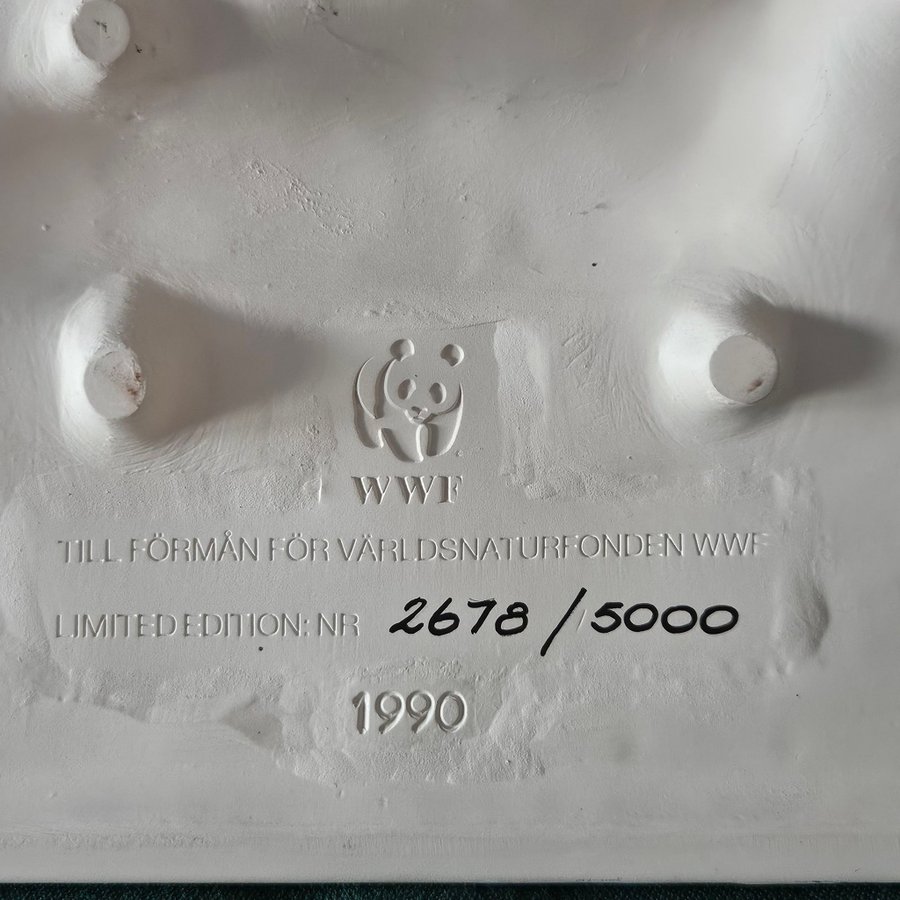 WWF
TILL FÖRMÅN FÖR VÄRLDSNATURFONDEN WWF
LIMITED EDITION: NR 2678/5000
1990